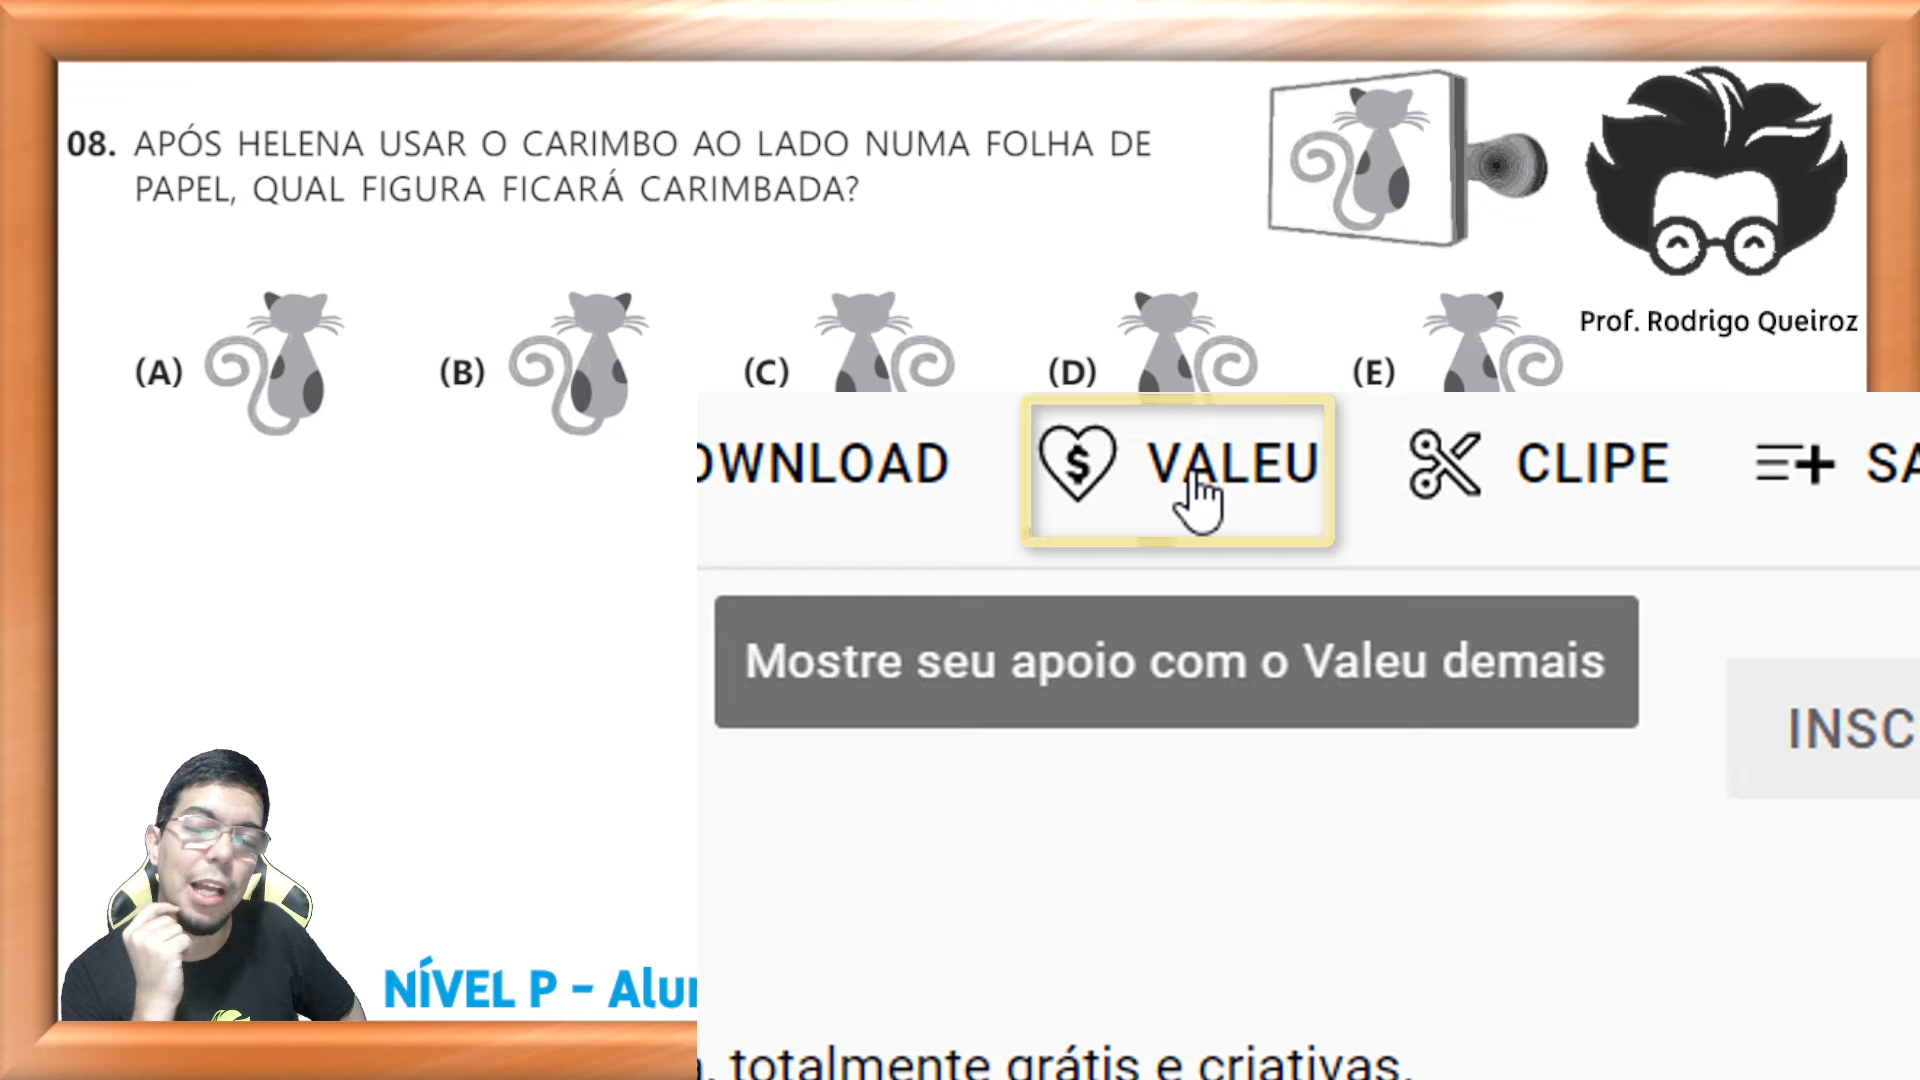 08. APÓS HELENA USAR O CARIMBO AO LADO NUMA FOLHA DE
PAPEL, QUAL FIGURA FICARÁ CARIMBADA?
Prof. Rodrigo Queiroz
(A) (B) (C) (D) (E)
OWNLOAD $ VALEU CLIPE SA
Mostre seu apoio com o Valeu demais
INSC
NÍVEL P - Alu
, totalmente grátis e criativas.